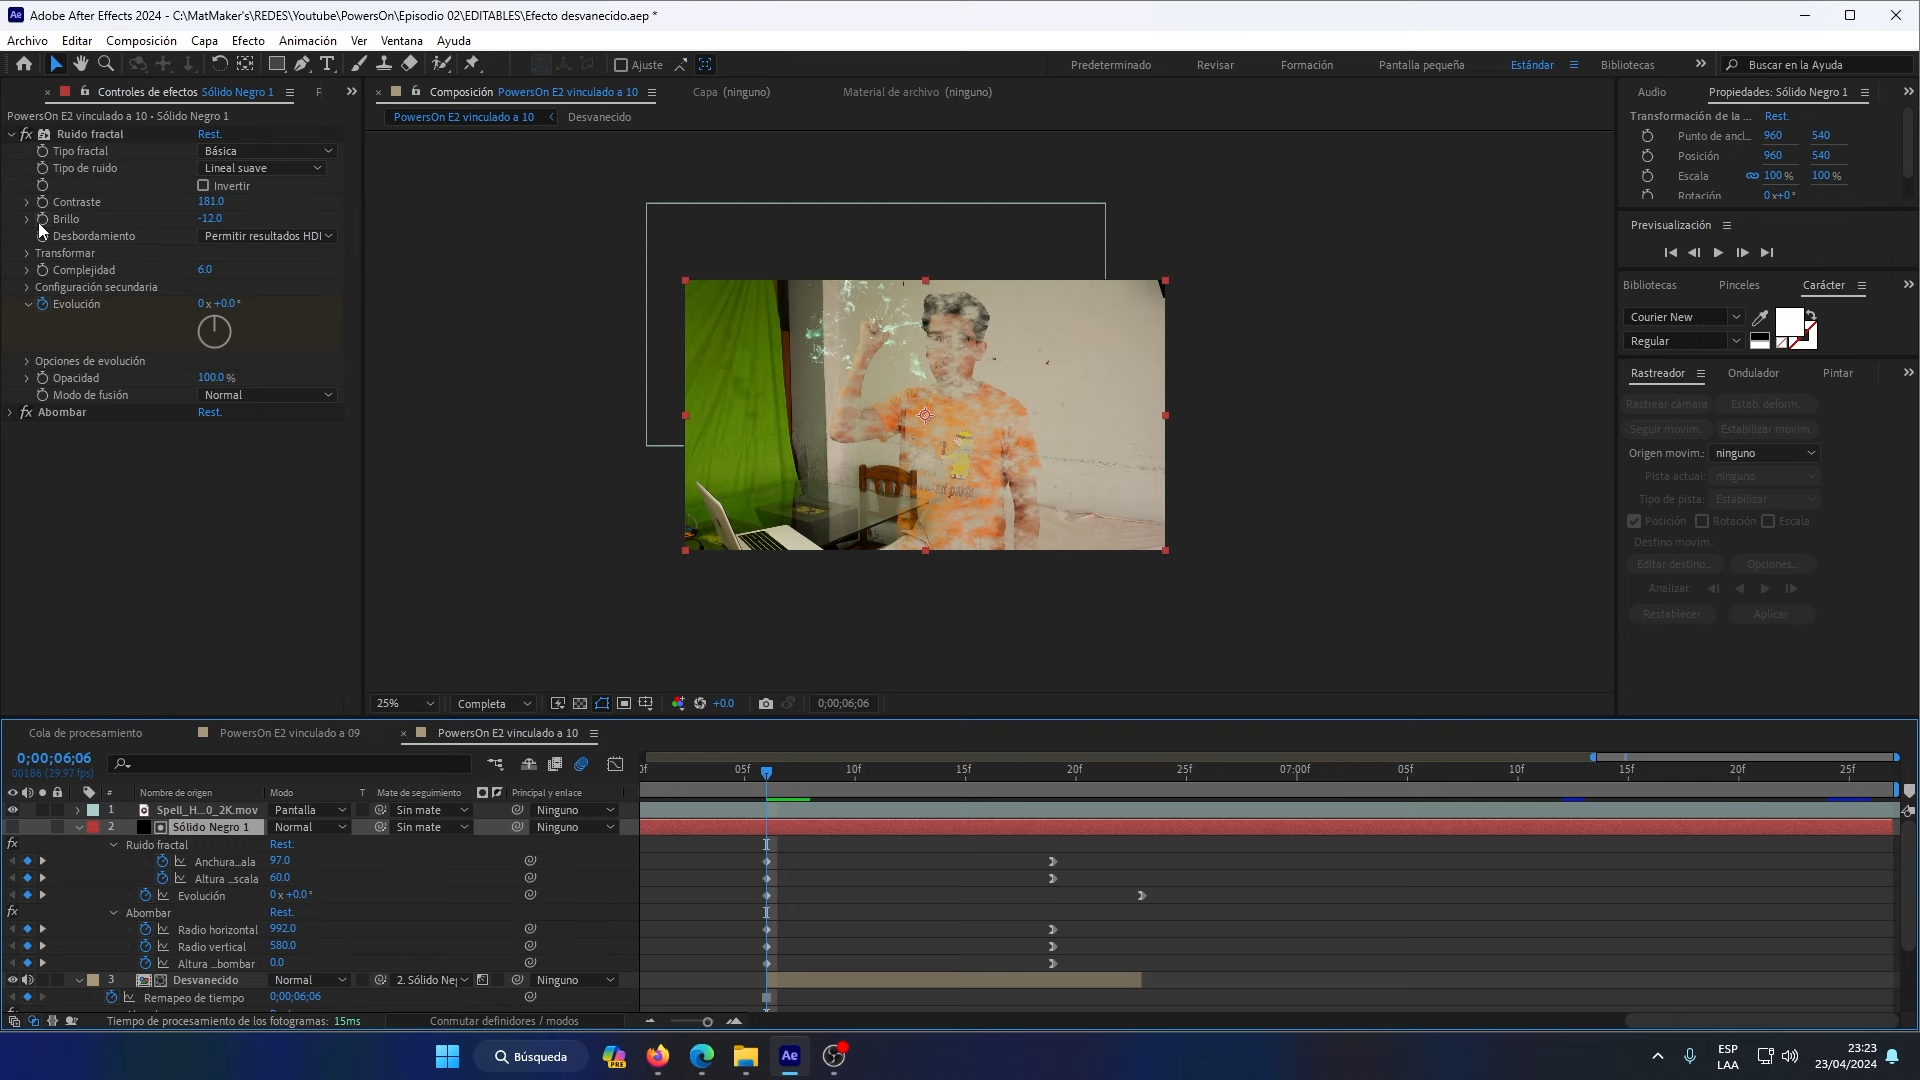 Adobe After Effects 2024 - C:\MatMaker's\REDES\Youtube\PowersOn\Episodio 02\EDITABLES\Efecto desvanecido.aep *
Archivo Editar Composición Capa Efecto Animación Ver Ventana Ayuda
Ajuste Predeterminado Revisar Formación Pantalla pequeña Estándar Bibliotecas Buscar en la Ayuda
Controles de efectos Sólido Negro 1
PowersOn E2 vinculado a 10 • Sólido Negro 1
fx Ruido fractal Rest.
Tipo fractal Básica
Tipo de ruido Lineal suave
Invertir
Contraste 181.0
Brillo -12.0
Desbordamiento Permitir resultados HDI
Transformar
Complejidad 6.0
Configuración secundaria
Evolución 0 x +0.0 °
Opciones de evolución
Opacidad 100.0 %
Modo de fusión Normal
fx Abombar Rest.
Composición PowersOn E2 vinculado a 10 Capa (ninguno) Material de archivo (ninguno)
PowersOn E2 vinculado a 10 Desvanecido
25% Completa +0.0 0;00;06;06
Audio Propiedades: Sólido Negro 1
Transformación de la ... Rest.
Punto de ancl... 960 540
Posición 960 540
Escala 100 % 100 %
Rotación 0 x+0°
Previsualización
Bibliotecas Pinceles Carácter
Courier New
Regular
Rastreador Ondulador Pintar
Rastrear cámara Estab. deform.
Seguir movim. Estabilizar movim.
Origen movim.: ninguno
Pista actual: ninguno
Tipo de pista: Estabilizar
Posición Rotación Escala
Destino movim.:
Editar destino... Opciones...
Analizar:
Restablecer Aplicar
Cola de procesamiento PowersOn E2 vinculado a 09 PowersOn E2 vinculado a 10
0;00;06;06
00186 (29.97 fps)
05f 10f 15f 20f 25f 07:00f 05f 10f 15f 20f 25f
# Nombre de origen Modo T Mate de seguimiento Principal y enlace
1 Spell_H...0_2K.mov Pantalla Sin mate Ninguno
2 Sólido Negro 1 Normal Sin mate Ninguno
fx Ruido fractal Rest.
Anchura...ala 97.0
Altura ...scala 60.0
Evolución 0 x +0.0 °
fx Abombar Rest.
Radio horizontal 992.0
Radio vertical 580.0
Altura ...bombar 0.0
3 Desvanecido Normal 2. Sólido Neg Ninguno
Remapeo de tiempo 0;00;06;06
Tiempo de procesamiento de los fotogramas: 15ms Conmutar definidores / modos
Búsqueda
PRE
Ae
ESP
LAA
23:23
23/04/2024